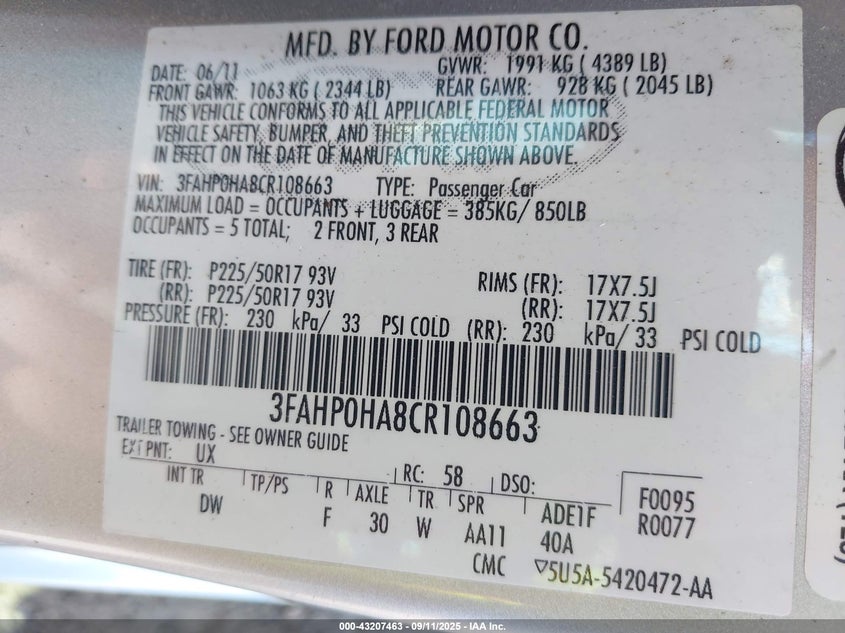 MFD. BY FORD MOTOR CO.
DATE: 06/11 GVWR: 1991 KG ( 4389 LB)
FRONT GAWR: 1063 KG ( 2344 LB) REAR GAWR: 928 KG ( 2045 LB)
THIS VEHICLE CONFORMS TO ALL APPLICABLE FEDERAL MOTOR
VEHICLE SAFETY, BUMPER, AND THEFT PREVENTION STANDARDS
IN EFFECT ON THE DATE OF MANUFACTURE SHOWN ABOVE.
VIN: 3FAHP0HA8CR108663 TYPE: Passenger Car
MAXIMUM LOAD = OCCUPANTS + LUGGAGE = 385KG/ 850LB
OCCUPANTS = 5 TOTAL; 2 FRONT, 3 REAR
TIRE (FR): P225/50R17 93V RIMS (FR): 17X7.5J
(RR): P225/50R17 93V (RR): 17X7.5J
PRESSURE (FR): 230 kPa/ 33 PSI COLD (RR): 230 kPa/ 33 PSI COLD
3FAHP0HA8CR108663
TRAILER TOWING - SEE OWNER GUIDE
EXT PNT: UX RC: 58 DSO:
INT TR TP/PS R AXLE TR SPR ADE1F F0095
DW F 30 W AA11 40A R0077
CMC ▽5U5A-5420472-AA
000-43207463 - 09/11/2025 - IAA Inc.